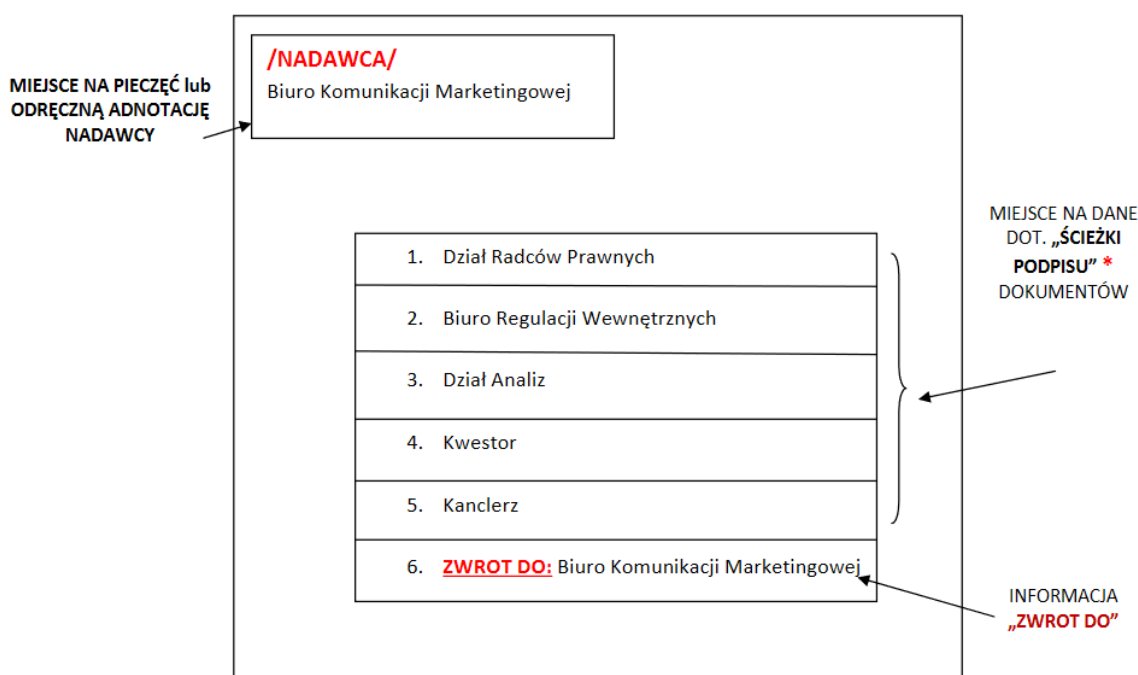 /NADAWCA/
Biuro Komunikacji Marketingowej
MIEJSCE NA PIECZĘĆ lub
ODRĘCZNĄ ADNOTACJĘ
NADAWCY
MIEJSCE NA DANE
DOT. „ŚCIEŻKI
PODPISU” *
DOKUMENTÓW
1. Dział Radców Prawnych
2. Biuro Regulacji Wewnętrznych
3. Dział Analiz
4. Kwestor
5. Kanclerz
6. ZWROT DO: Biuro Komunikacji Marketingowej
INFORMACJA
„ZWROT DO”